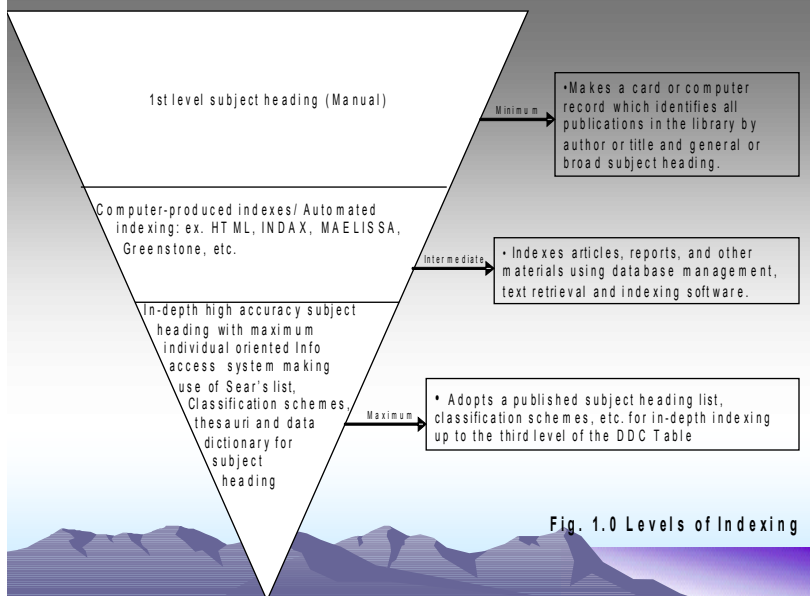 1st level subject heading (Manual)
Minimum
•Makes a card or computer
record which identifies all
publications in the library by
author or title and general or
broad subject heading.
Computer-produced indexes/ Automated
indexing: ex. HTML, INDAX, MAELISSA,
Greenstone, etc.
Intermediate
• Indexes articles, reports, and other
materials using database management,
text retrieval and indexing software.
In-depth high accuracy subject
heading with maximum
individual oriented Info
access system making
use of Sear's list,
Classification schemes,
thesauri and data
dictionary for
subject
heading
Maximum
• Adopts a published subject heading list,
classification schemes, etc. for in-depth indexing
up to the third level of the DDC Table
Fig. 1.0 Levels of Indexing